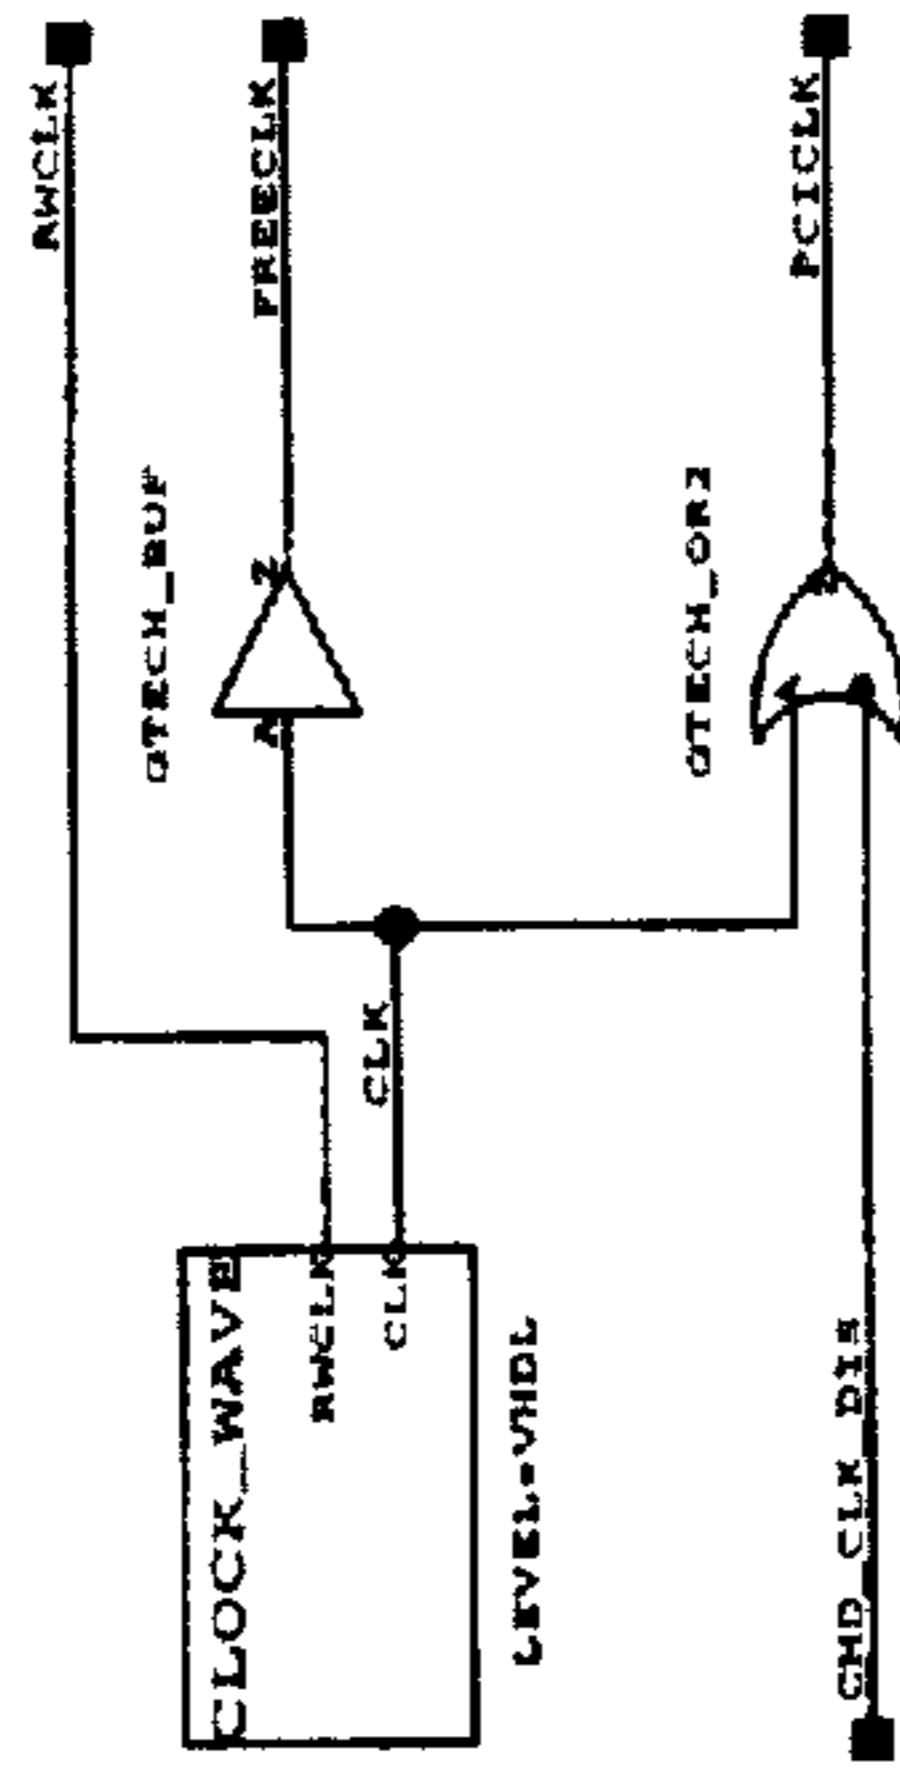 RWCLK
FREECLK
PCICLK
GTECH_BUF
Z
A
GTECH_OR2
CLK
CLOCK_WAVE
RWCLK
CLK
LEVEL=VHDL
CMD_CLK_DIS